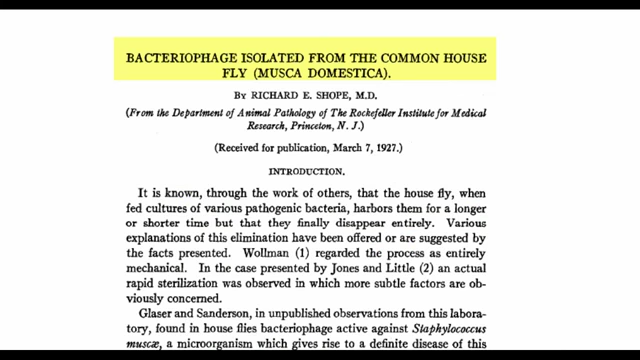 BACTERIOPHAGE ISOLATED FROM THE COMMON HOUSE
FLY (MUSCA DOMESTICA).
By RICHARD E. SHOPE, M.D.
(From the Department of Animal Pathology of The Rockefeller Institute for Medical
Research, Princeton, N. J.)
(Received for publication, March 7, 1927.)
INTRODUCTION.
It is known, through the work of others, that the house fly, when
fed cultures of various pathogenic bacteria, harbors them for a longer
or shorter time but that they finally disappear entirely. Various
explanations of this elimination have been offered or are suggested by
the facts presented. Wollman (1) regarded the process as entirely
mechanical. In the case presented by Jones and Little (2) an actual
rapid sterilization was observed in which more subtle factors are ob-
viously concerned.
Glaser and Sanderson, in unpublished observations from this labora-
tory, found in house flies bacteriophage active against Staphylococcus
muscæ, a microorganism which gives rise to a definite disease of this